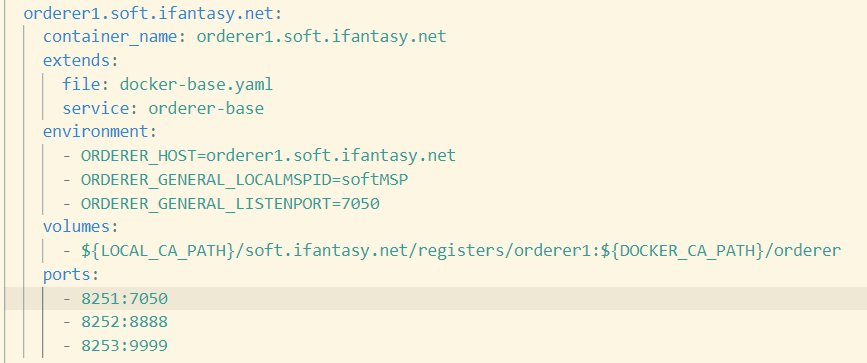 orderer1.soft.ifantasy.net:
container_name: orderer1.soft.ifantasy.net
extends:
file: docker-base.yaml
service: orderer-base
environment:
- ORDERER_HOST=orderer1.soft.ifantasy.net
- ORDERER_GENERAL_LOCALMSPID=softMSP
- ORDERER_GENERAL_LISTENPORT=7050
volumes:
- ${LOCAL_CA_PATH}/soft.ifantasy.net/registers/orderer1:${DOCKER_CA_PATH}/orderer
ports:
- 8251:7050
- 8252:8888
- 8253:9999